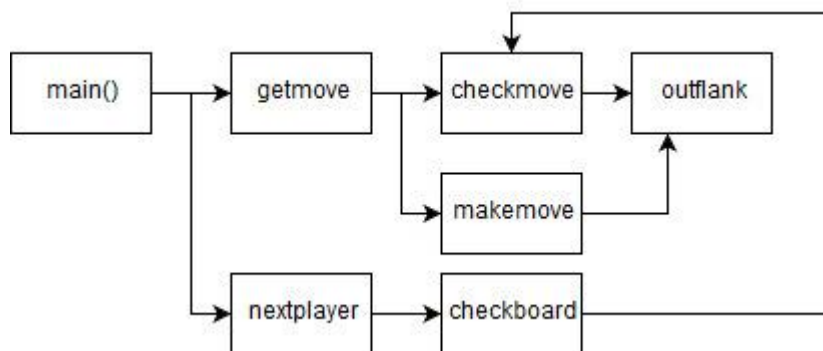 main()
getmove
checkmove
outflank
makemove
nextplayer
checkboard